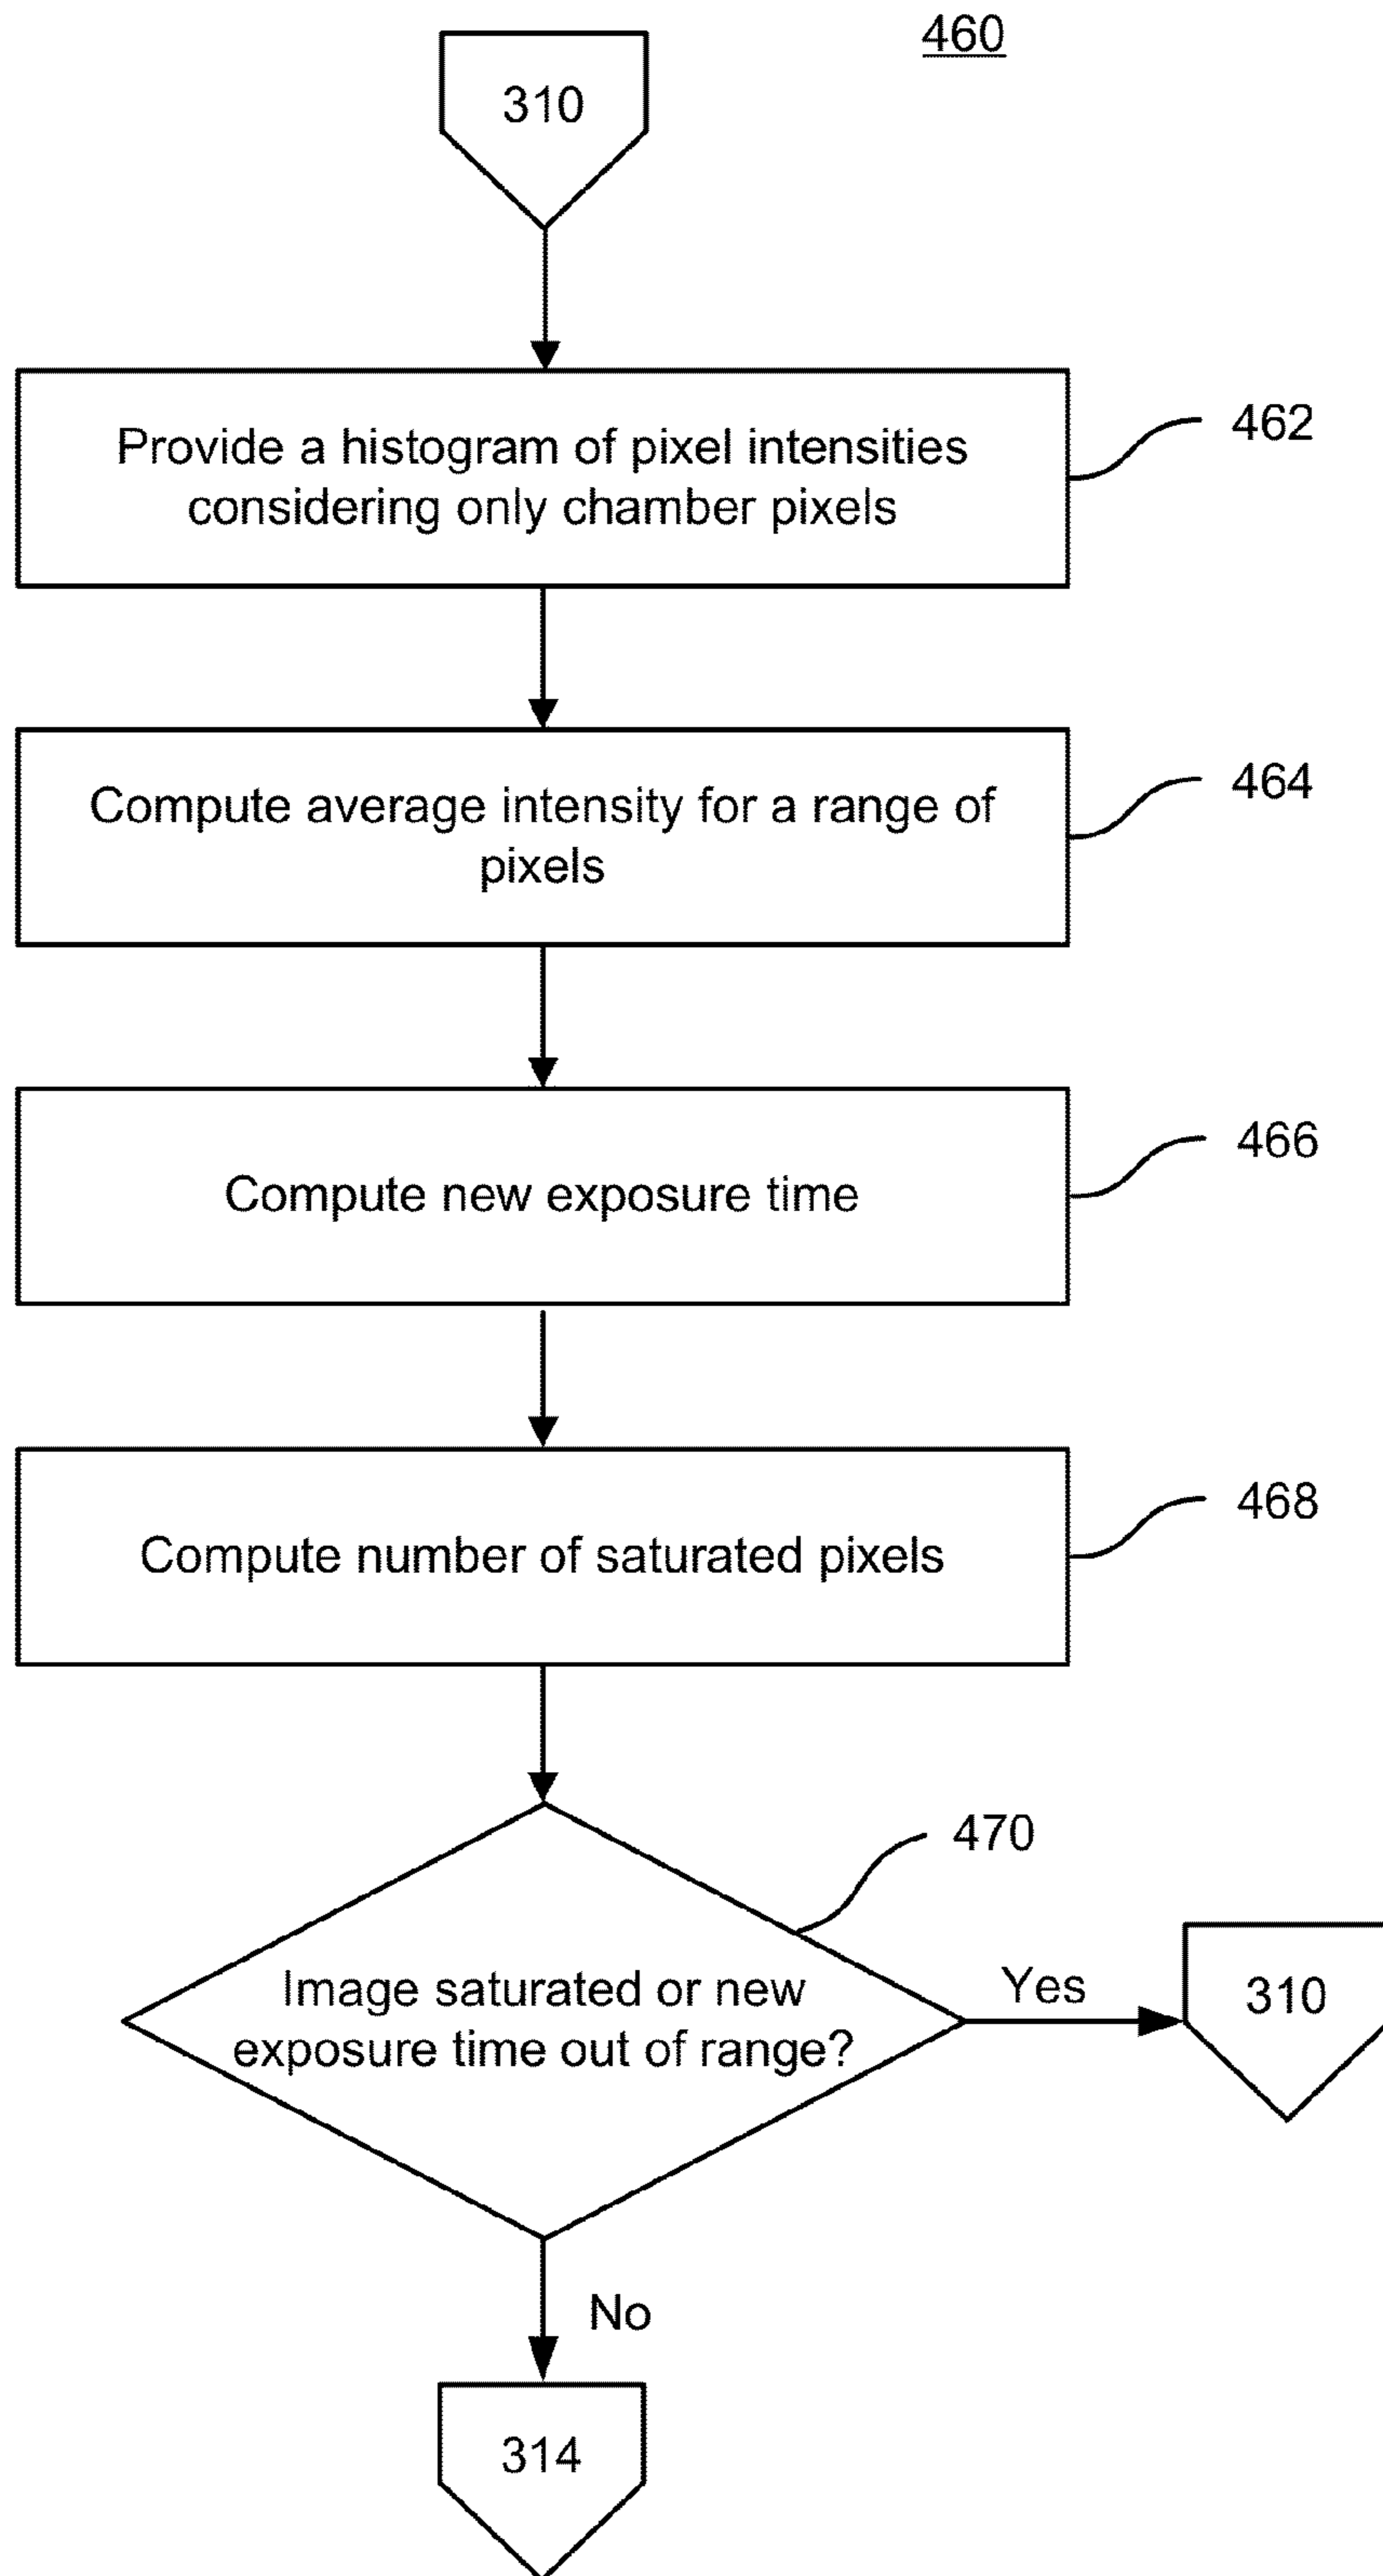 460
310
Provide a histogram of pixel intensities
considering only chamber pixels
462
Compute average intensity for a range of
pixels
464
Compute new exposure time
466
Compute number of saturated pixels
468
470
Image saturated or new
exposure time out of range?
Yes
310
No
314